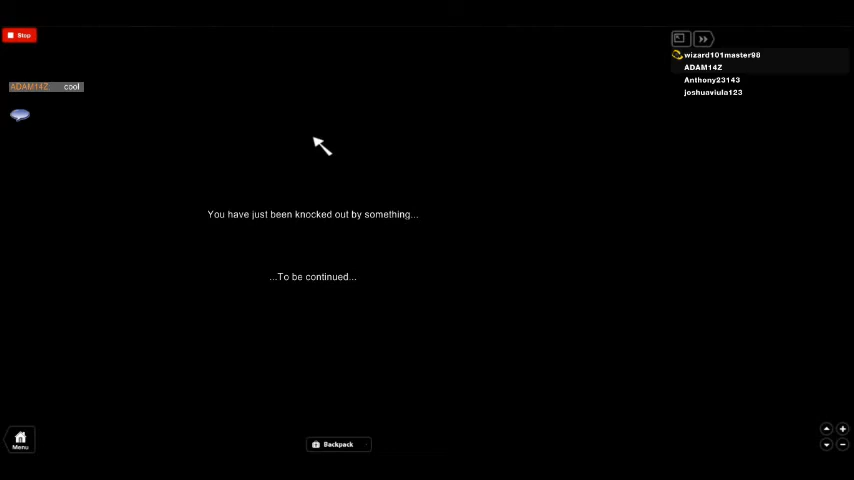 Stop
wizard101master98
ADAM14Z
Anthony23143
joshuaviula123
ADAM14Z cool
You have just been knocked out by something...
...To be continued...
Menu
Backpack